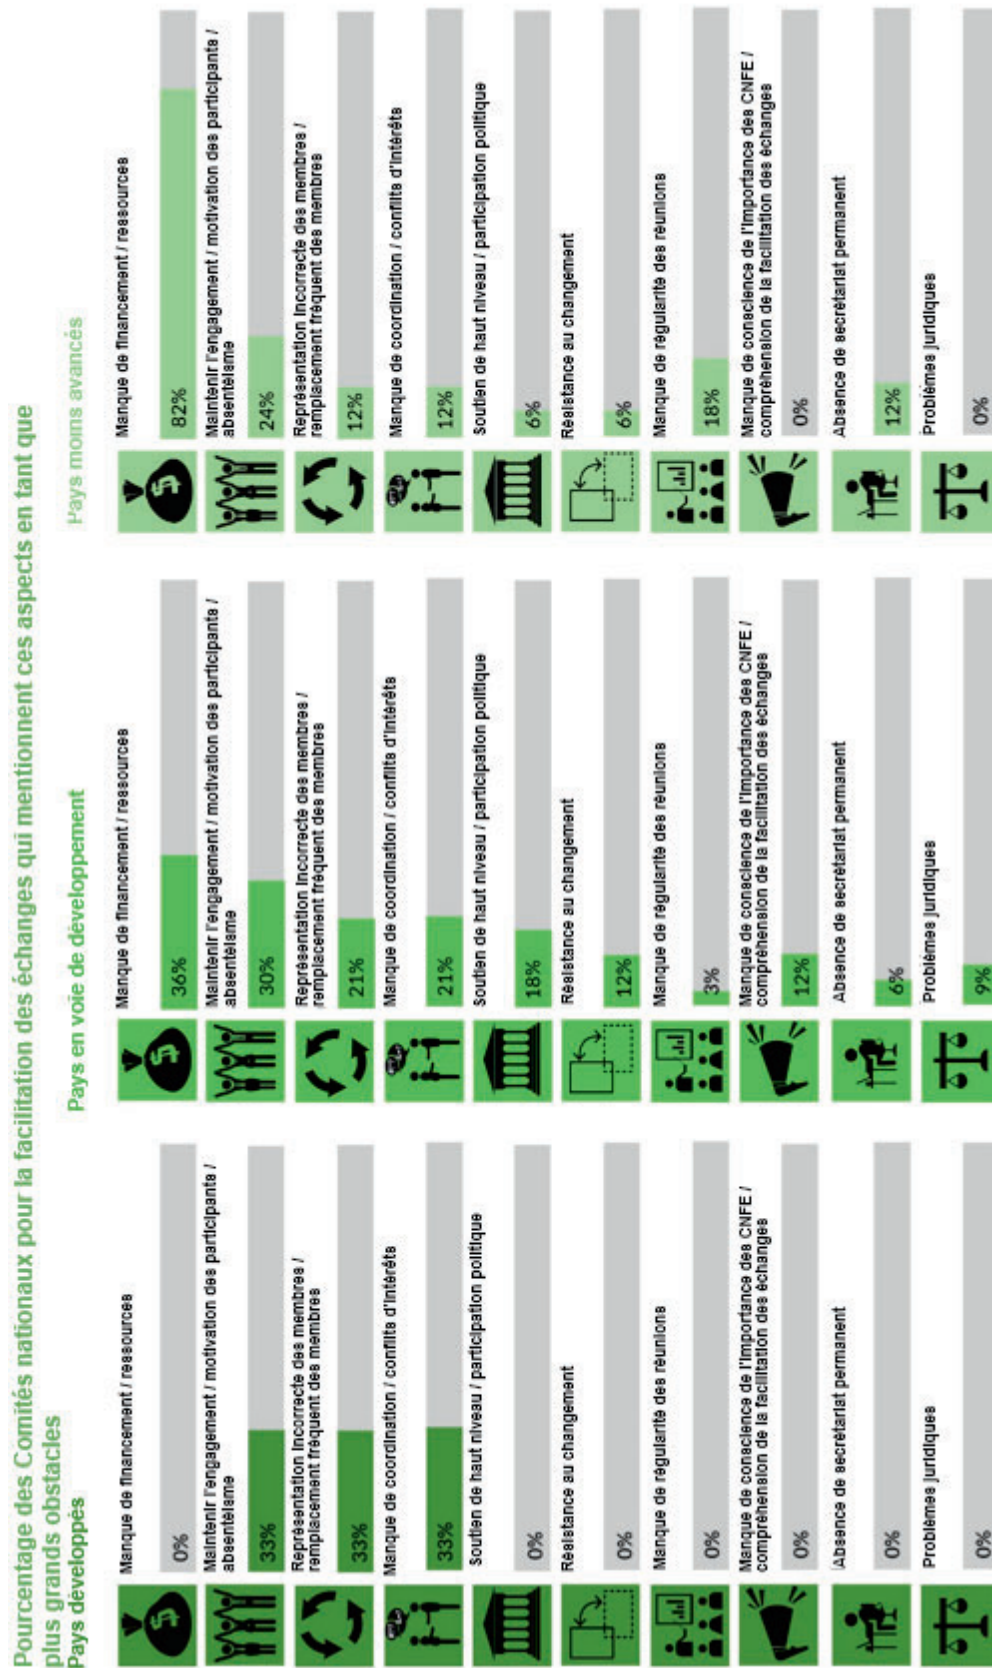 Pourcentage des Comités nationaux pour la facilitation des échanges qui mentionnent ces aspects en tant que
plus grands obstacles
Pays développés
Manque de financement / ressources
0%
Maintenir l'engagement / motivation des participants /
absentéisme
33%
Représentation incorrecte des membres /
remplacement fréquent des membres
33%
Manque de coordination / conflits d'intérêts
33%
Soutien de haut niveau / participation politique
0%
Résistance au changement
0%
Manque de régularité des réunions
0%
Manque de conscience de l'importance des CNFE /
compréhension de la facilitation des échanges
0%
Absence de secrétariat permanent
0%
Problèmes juridiques
0%
Pays en voie de développement
Manque de financement / ressources
36%
Maintenir l'engagement / motivation des participants /
absentéisme
30%
Représentation incorrecte des membres /
remplacement fréquent des membres
21%
Manque de coordination / conflits d'intérêts
21%
Soutien de haut niveau / participation politique
18%
Résistance au changement
12%
Manque de régularité des réunions
3%
Manque de conscience de l'importance des CNFE /
compréhension de la facilitation des échanges
12%
Absence de secrétariat permanent
6%
Problèmes juridiques
9%
Pays moins avancés
Manque de financement / ressources
82%
Maintenir l'engagement / motivation des participants /
absentéisme
24%
Représentation incorrecte des membres /
remplacement fréquent des membres
12%
Manque de coordination / conflits d'intérêts
12%
Soutien de haut niveau / participation politique
6%
Résistance au changement
6%
Manque de régularité des réunions
18%
Manque de conscience de l'importance des CNFE /
compréhension de la facilitation des échanges
0%
Absence de secrétariat permanent
12%
Problèmes juridiques
0%